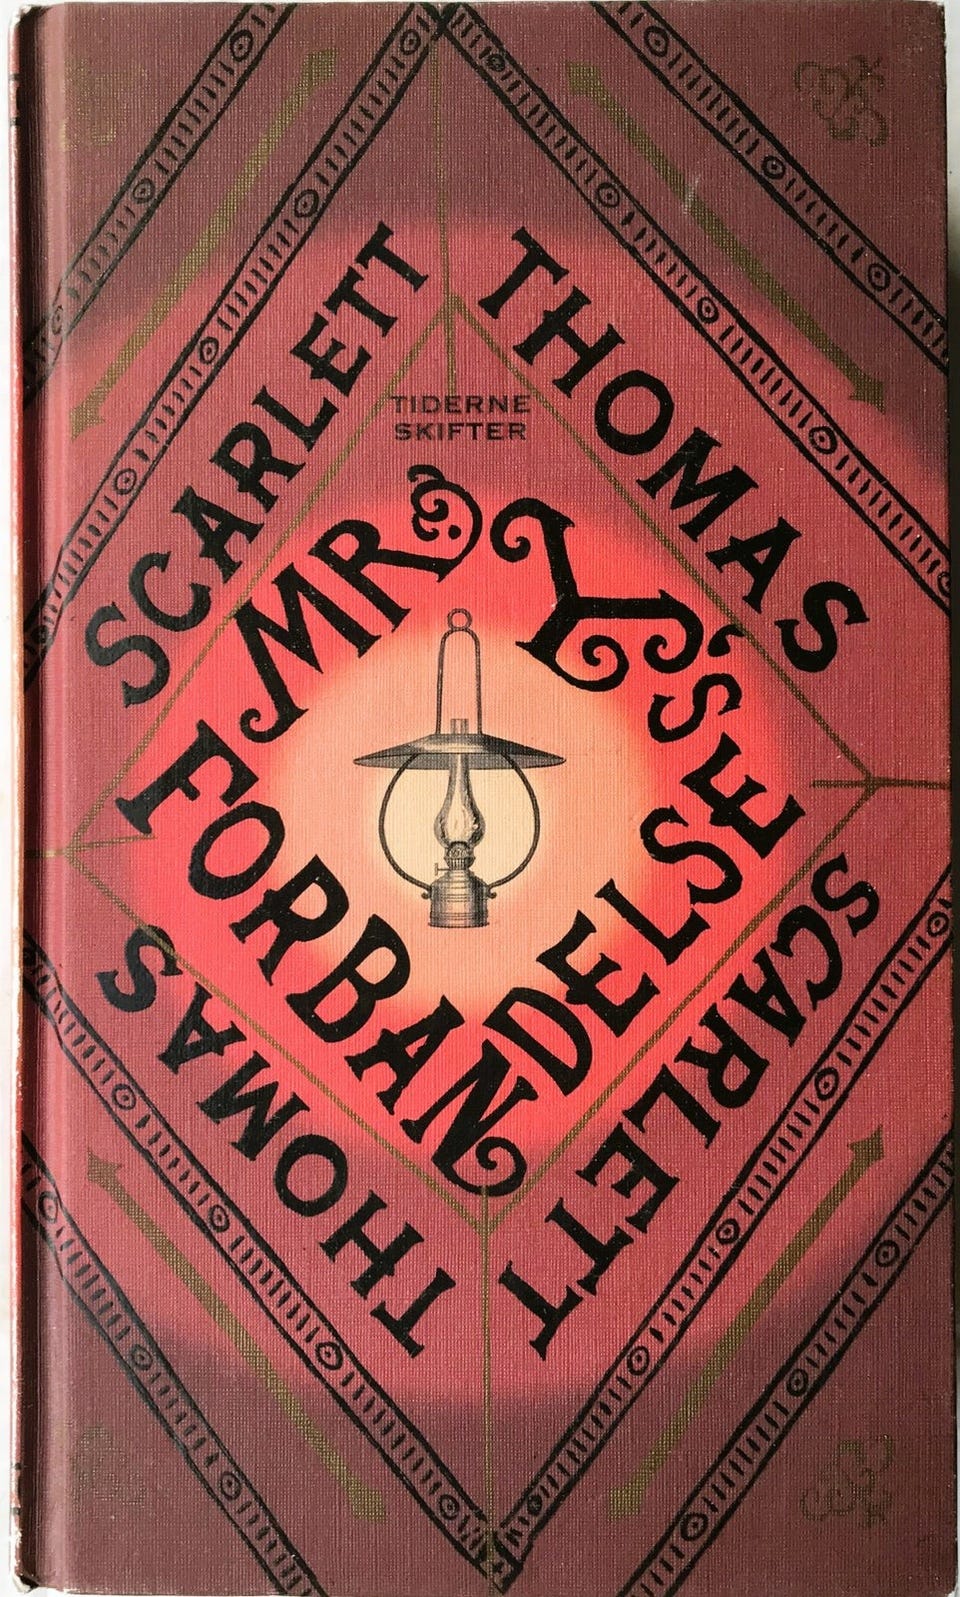 SCARLETT THOMAS
TIDERNE
SKIFTER
MR Y'S
FORBANDELSE
SCARLETT THOMAS